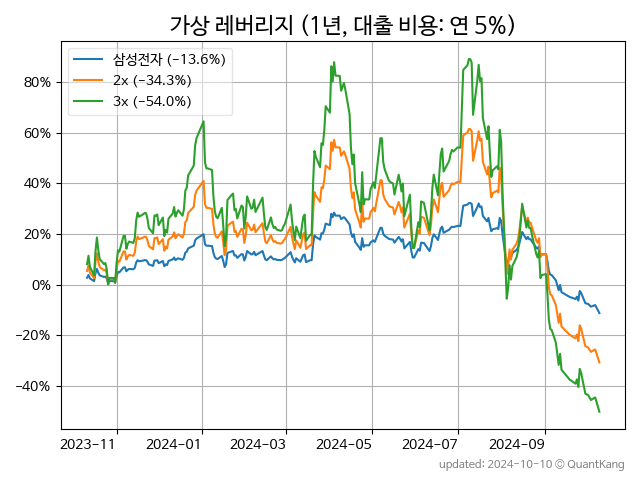 가상 레버리지 (1년, 대출 비용: 연 5%)
삼성전자 (−13.6%)
2x (−34.3%)
3x (−54.0%)
80%
60%
40%
20%
0%
−20%
−40%
2023-11
2024-01
2024-03
2024-05
2024-07
2024-09
updated: 2024-10-10 © QuantKang